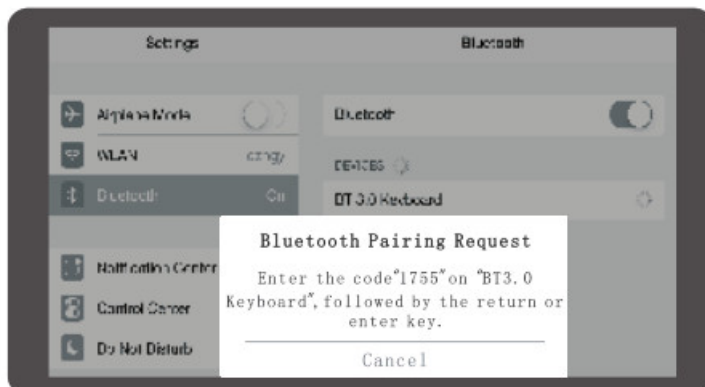 Settings
Bluetooth
Airplane Mode
Bluetooth
WLAN
DEVICES
Bluetooth On
BT 3.0 Keyboard
Bluetooth Pairing Request
Notification Center
Enter the code"1755"on "BT3.0
Keyboard", followed by the return or
enter key.
Control Center
Do Not Disturb
Cancel